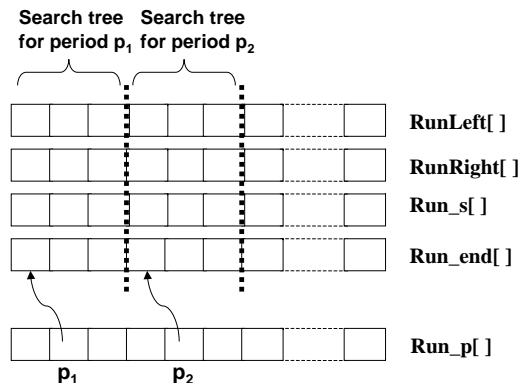 Search tree Search tree
for period p₁ for period p₂
RunLeft[ ]
RunRight[ ]
Run_s[ ]
Run_end[ ]
Run_p[ ]
p₁ p₂